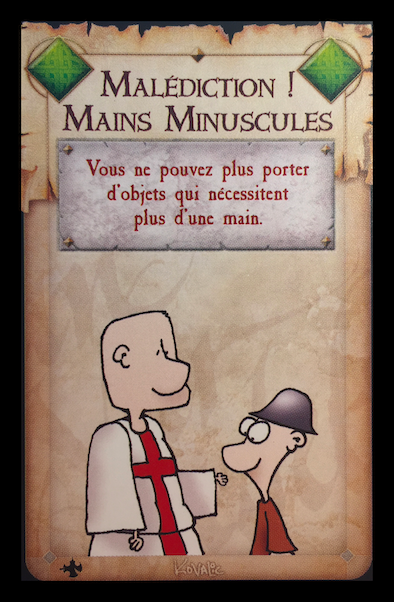 Malédiction !
Mains Minuscules
Vous ne pouvez plus porter
d'objets qui nécessitent
plus d'une main.
KOVALIC